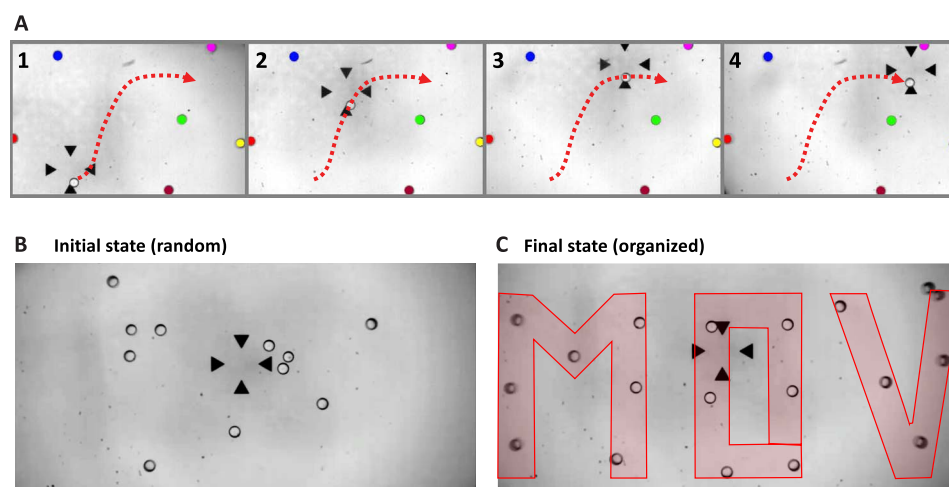 A
1 2 3 4
B Initial state (random)
C Final state (organized)
M O V